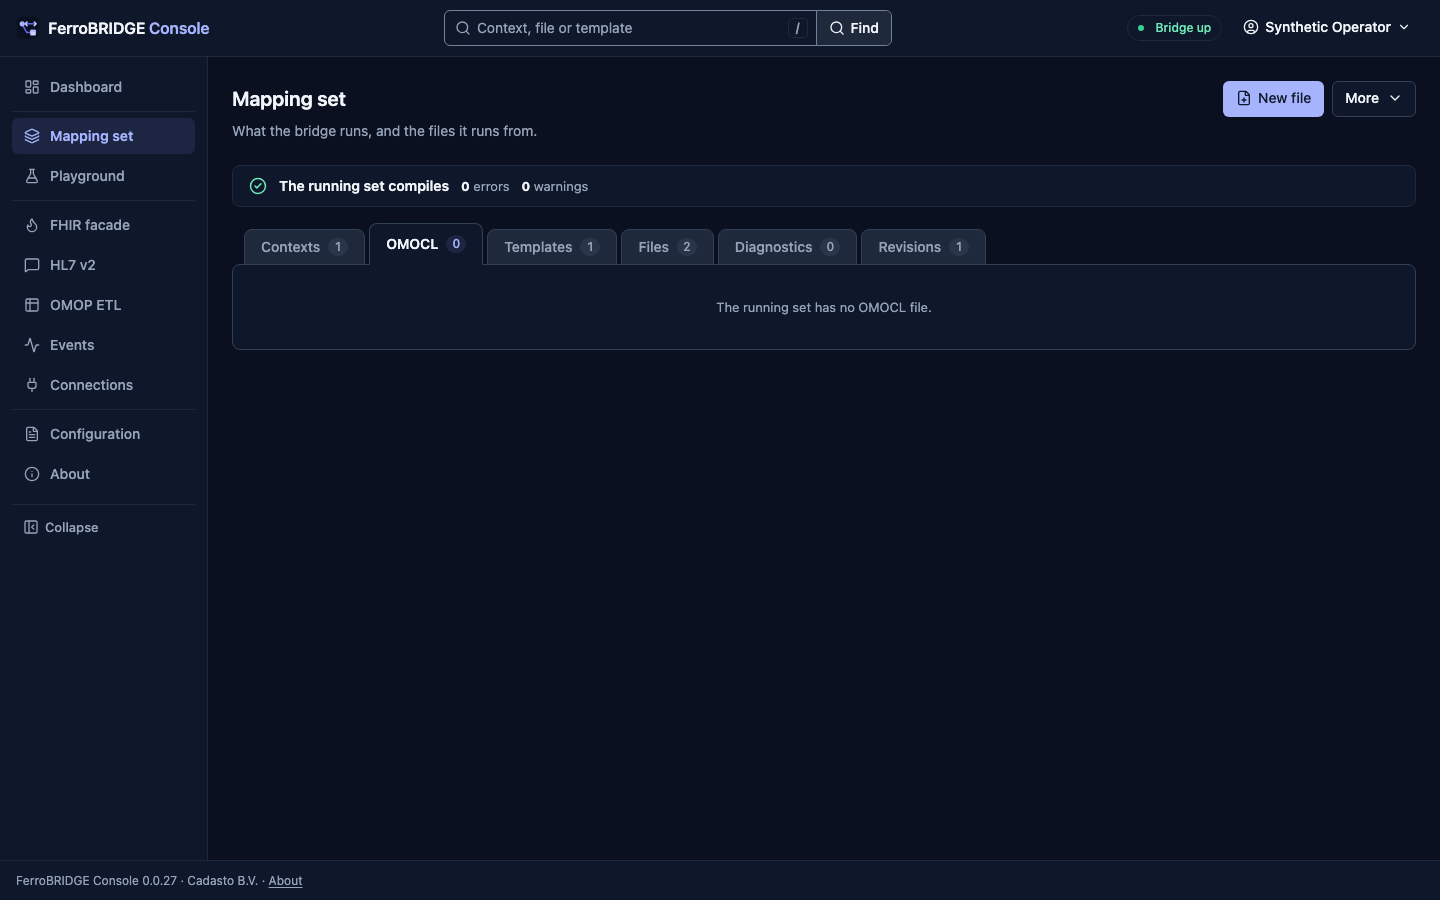 FerroBRIDGE Console
Context, file or template /
Find
Bridge up
Synthetic Operator
Dashboard
Mapping set
Playground
FHIR facade
HL7 v2
OMOP ETL
Events
Connections
Configuration
About
Collapse
Mapping set
What the bridge runs, and the files it runs from.
New file
More
The running set compiles 0 errors 0 warnings
Contexts 1
OMOCL 0
Templates 1
Files 2
Diagnostics 0
Revisions 1
The running set has no OMOCL file.
FerroBRIDGE Console 0.0.27 · Cadasto B.V. · About